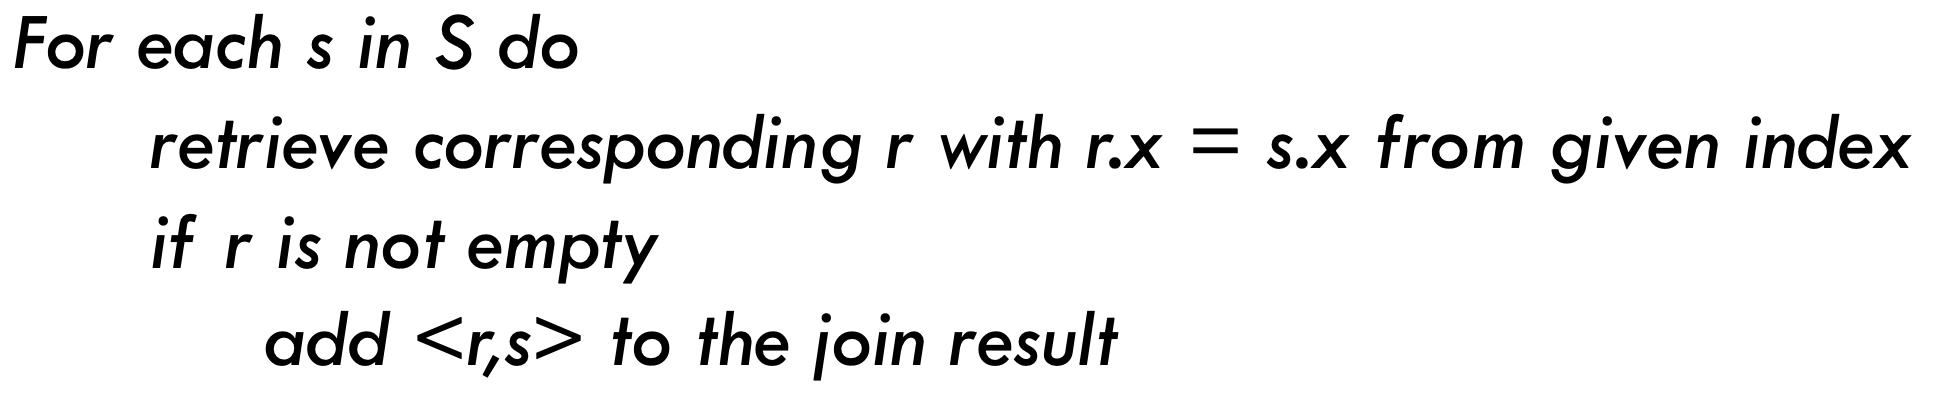 For each s in S do
retrieve corresponding r with r.x = s.x from given index
if r is not empty
add <r,s> to the join result